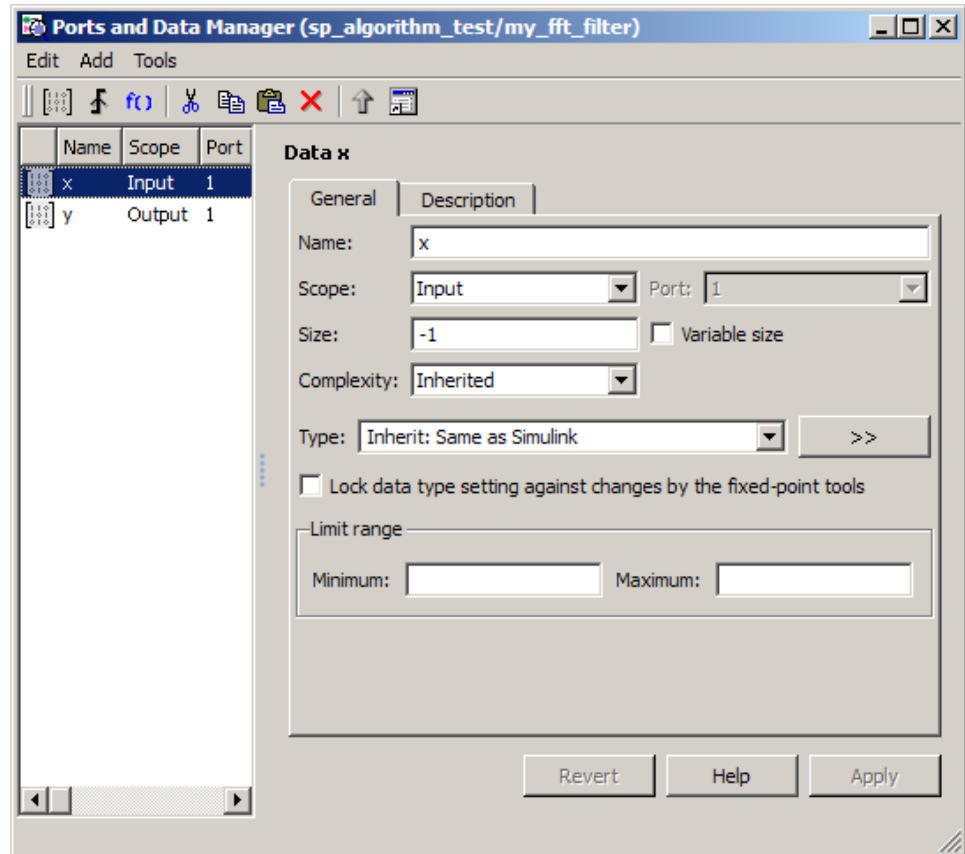 Ports and Data Manager (sp_algorithm_test/my_fft_filter)
Edit Add Tools
f()
Name Scope Port
x Input 1
y Output 1
Data x
General Description
Name: x
Scope: Input Port: 1
Size: -1 Variable size
Complexity: Inherited
Type: Inherit: Same as Simulink >>
Lock data type setting against changes by the fixed-point tools
Limit range
Minimum: Maximum:
Revert Help Apply